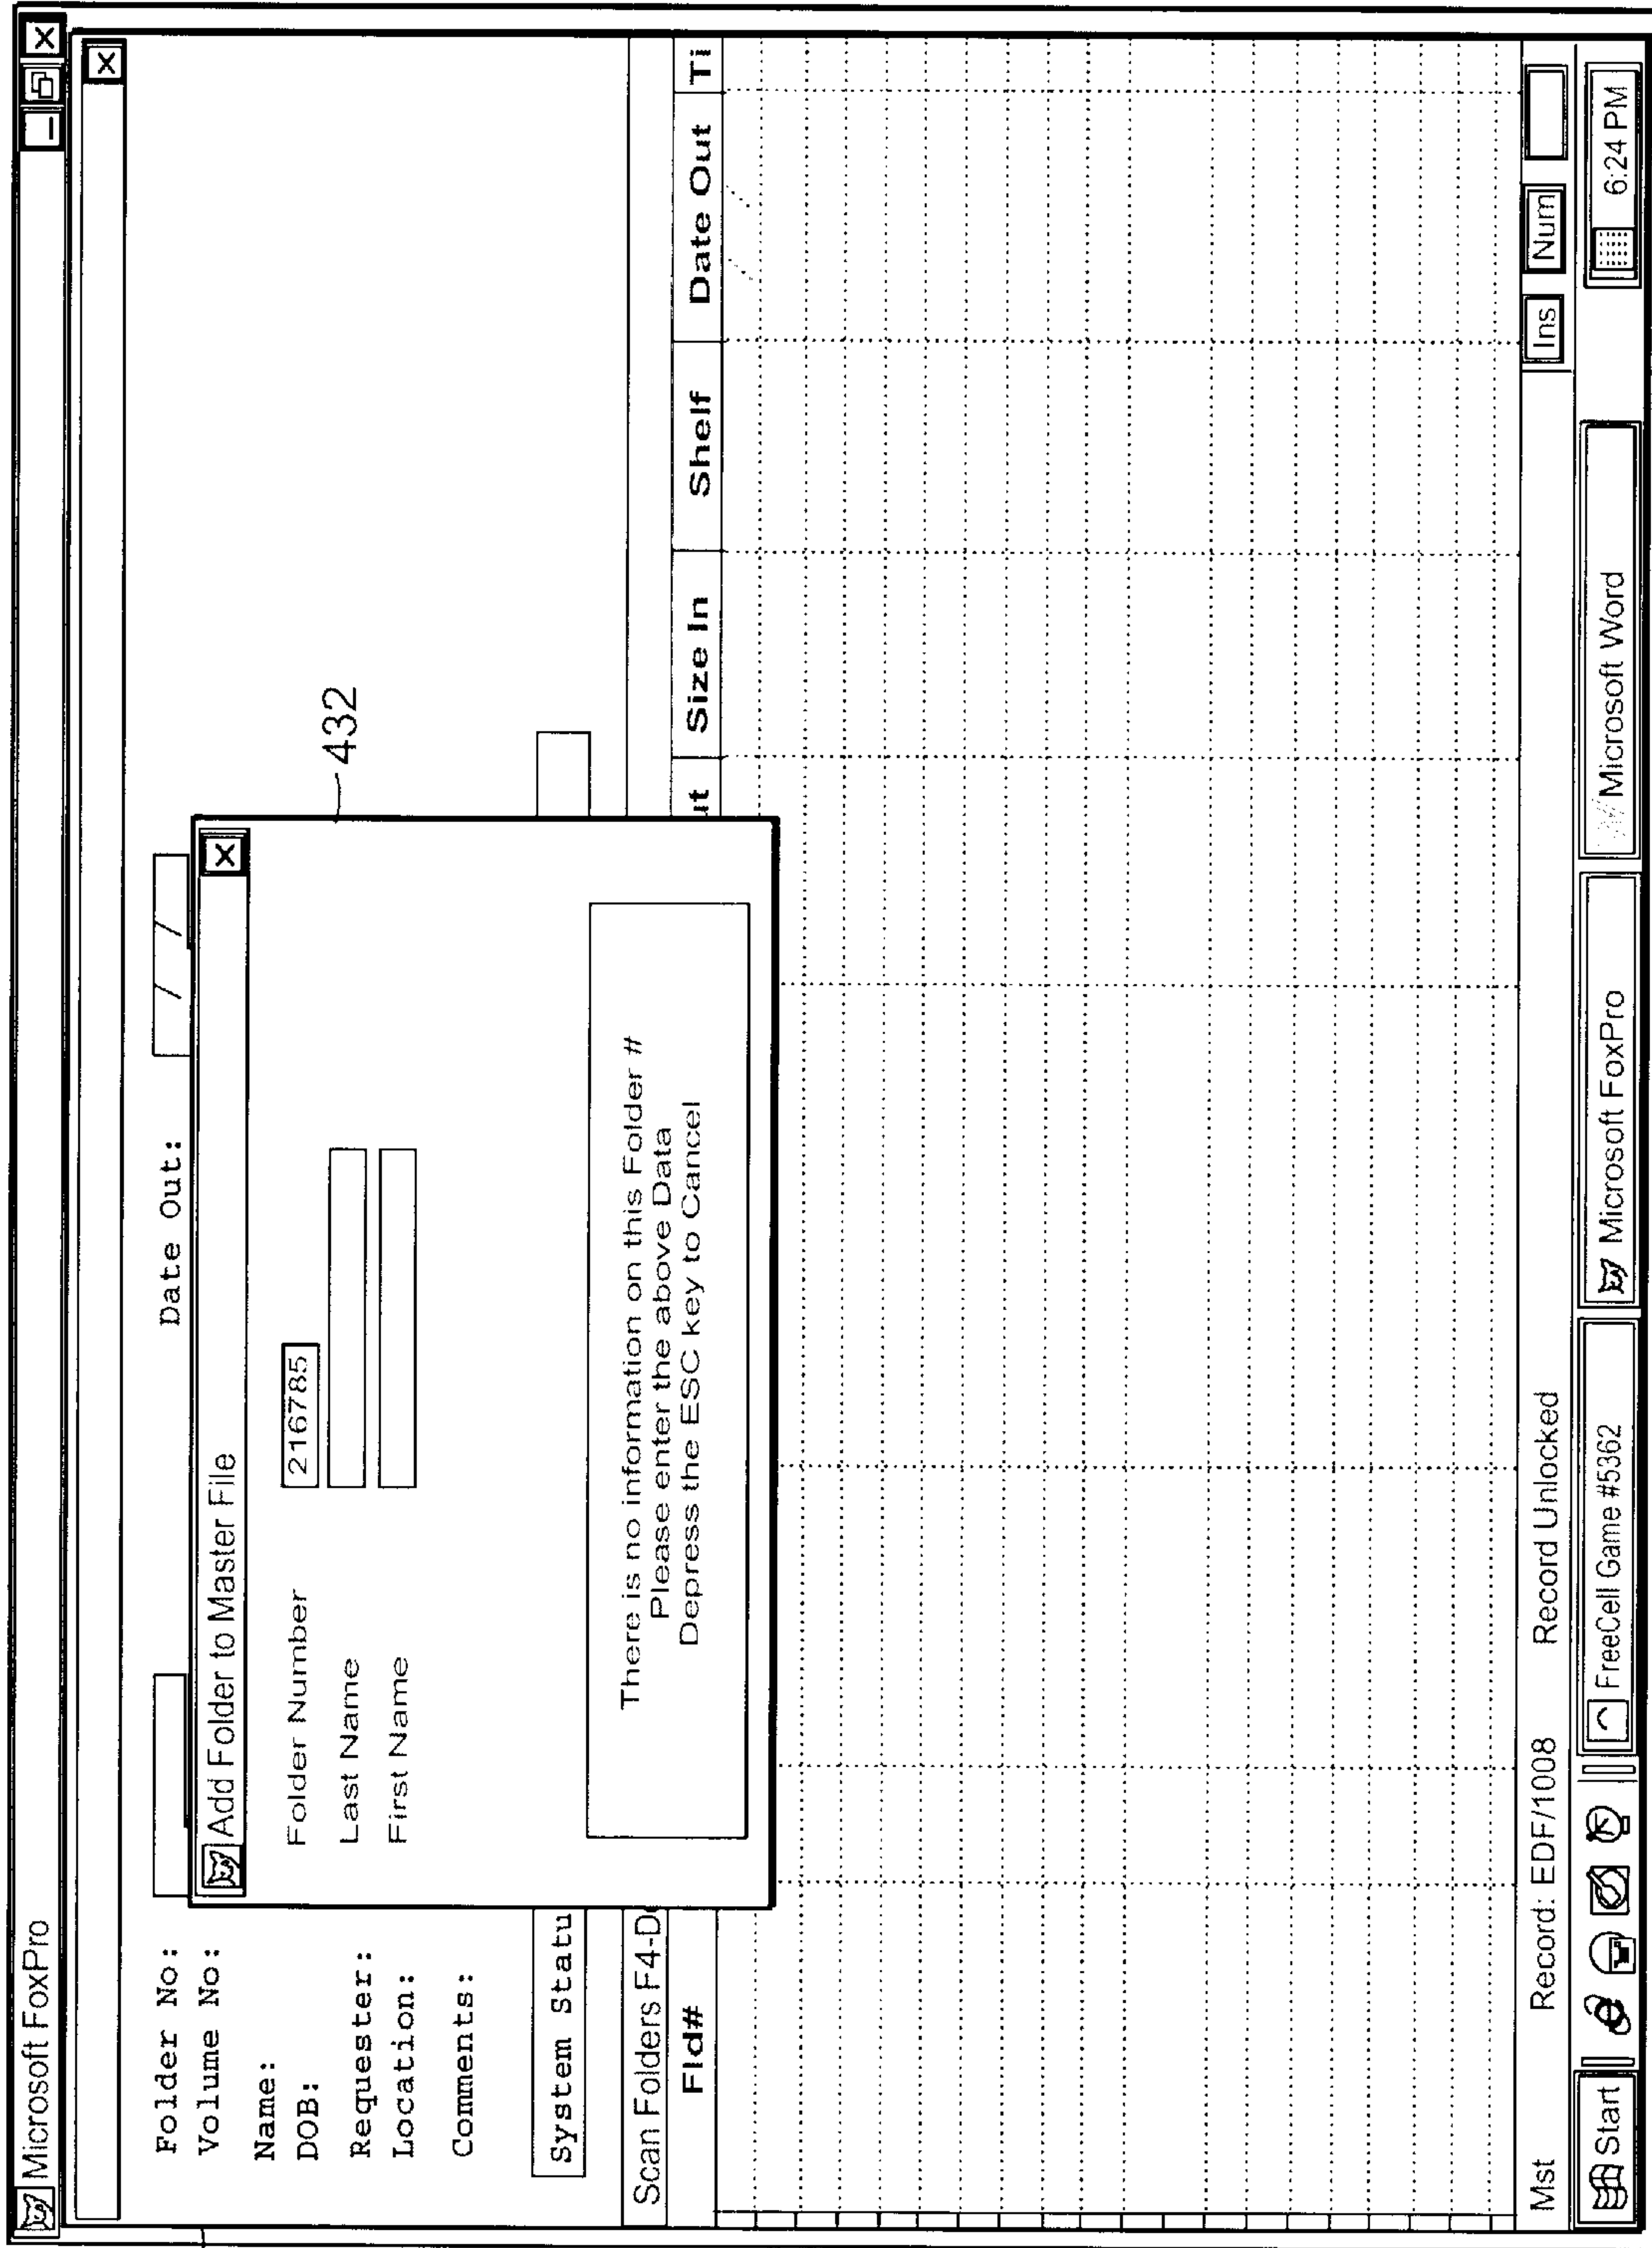 Microsoft FoxPro
Folder No:
Date Out: / /
Volume No:
Name:
DOB:
Requester:
Location:
Comments:
System Statu
Add Folder to Master File
Folder Number 216785
Last Name
First Name
There is no information on this Folder #
Please enter the above Data
Depress the ESC key to Cancel
432
Scan Folders F4-D
Fld# ut Size In Shelf Date Out Ti
Mst Record: EDF/1008 Record Unlocked Ins Num
Start FreeCell Game #5362 Microsoft FoxPro Microsoft Word 6:24 PM